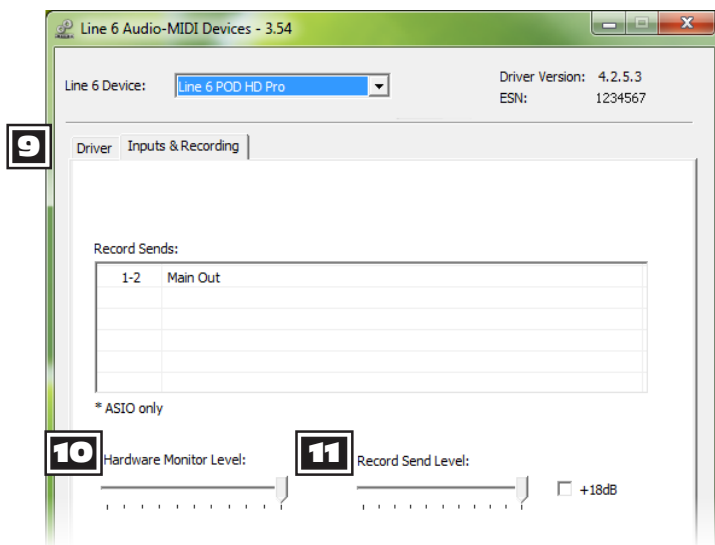 Line 6 Audio-MIDI Devices - 3.54
Line 6 Device: Line 6 POD HD Pro Driver Version: 4.2.5.3
ESN: 1234567
9 Driver Inputs & Recording
Record Sends:
1-2 Main Out
* ASIO only
10 Hardware Monitor Level: 11 Record Send Level:
+18dB